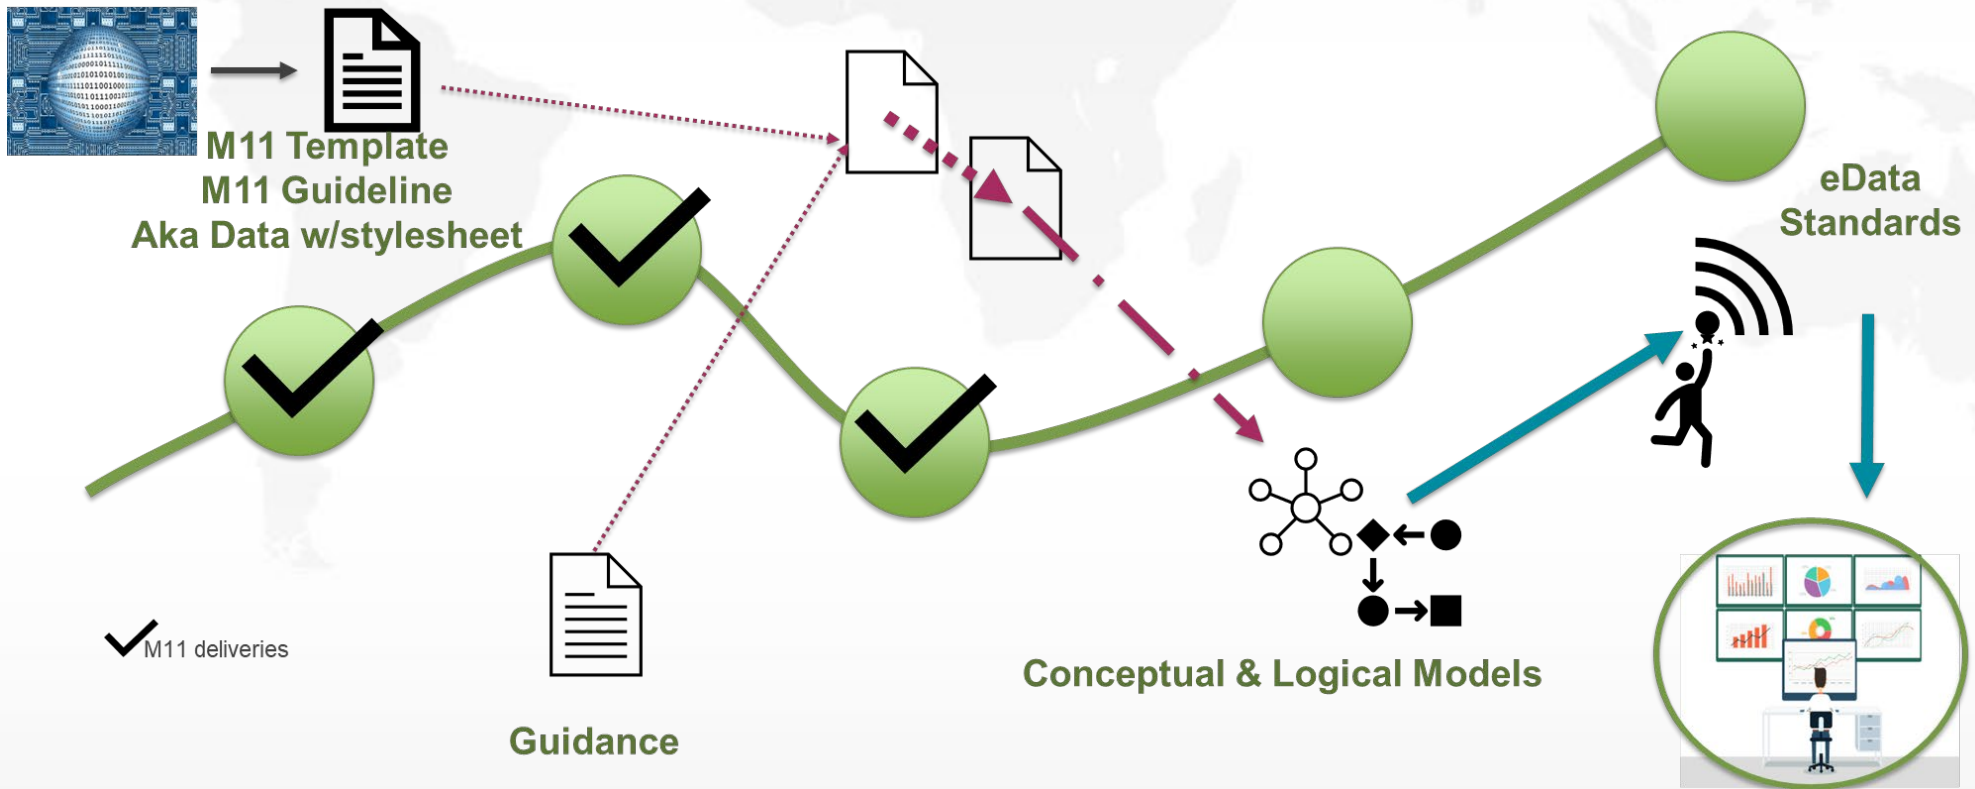 M11 Template
M11 Guideline
Aka Data w/stylesheet
eData
Standards
M11 deliveries
Conceptual & Logical Models
Guidance